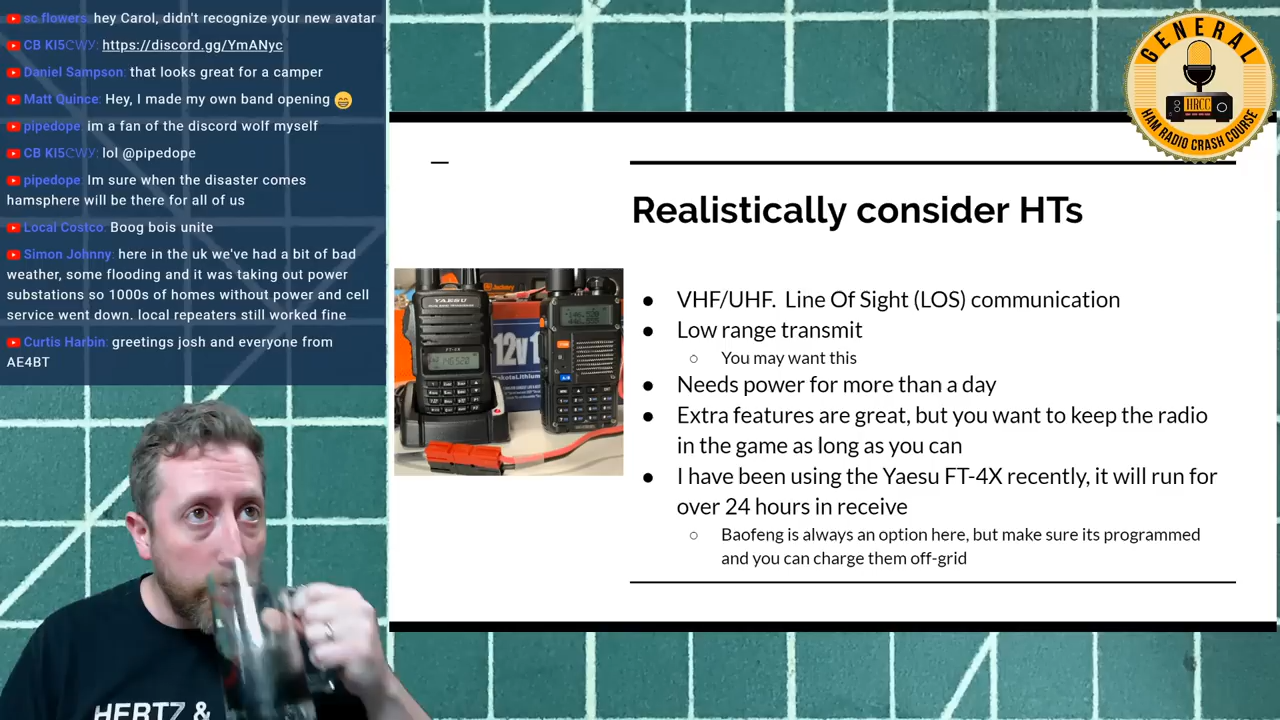 sc flowers: hey Carol, didn't recognize your new avatar
CB KI5CWY: https://discord.gg/YmANyc
Daniel Sampson: that looks great for a camper
Matt Quince: Hey, I made my own band opening 😄
pipedope: im a fan of the discord wolf myself
CB KI5CWY: lol @pipedope
pipedope: Im sure when the disaster comes
hamsphere will be there for all of us
Local Costco: Boog bois unite
Simon Johnny: here in the uk we've had a bit of bad
weather, some flooding and it was taking out power
substations so 1000s of homes without power and cell
service went down. local repeaters still worked fine
Curtis Harbin: greetings josh and everyone from
AE4BT
GENERAL
HRCC
HAM RADIO CRASH COURSE
Realistically consider HTs
● VHF/UHF. Line Of Sight (LOS) communication
● Low range transmit
○ You may want this
● Needs power for more than a day
● Extra features are great, but you want to keep the radio
in the game as long as you can
● I have been using the Yaesu FT-4X recently, it will run for
over 24 hours in receive
○ Baofeng is always an option here, but make sure its programmed
and you can charge them off-grid
YAESU
FT-4X
12v 1
HERTZ &